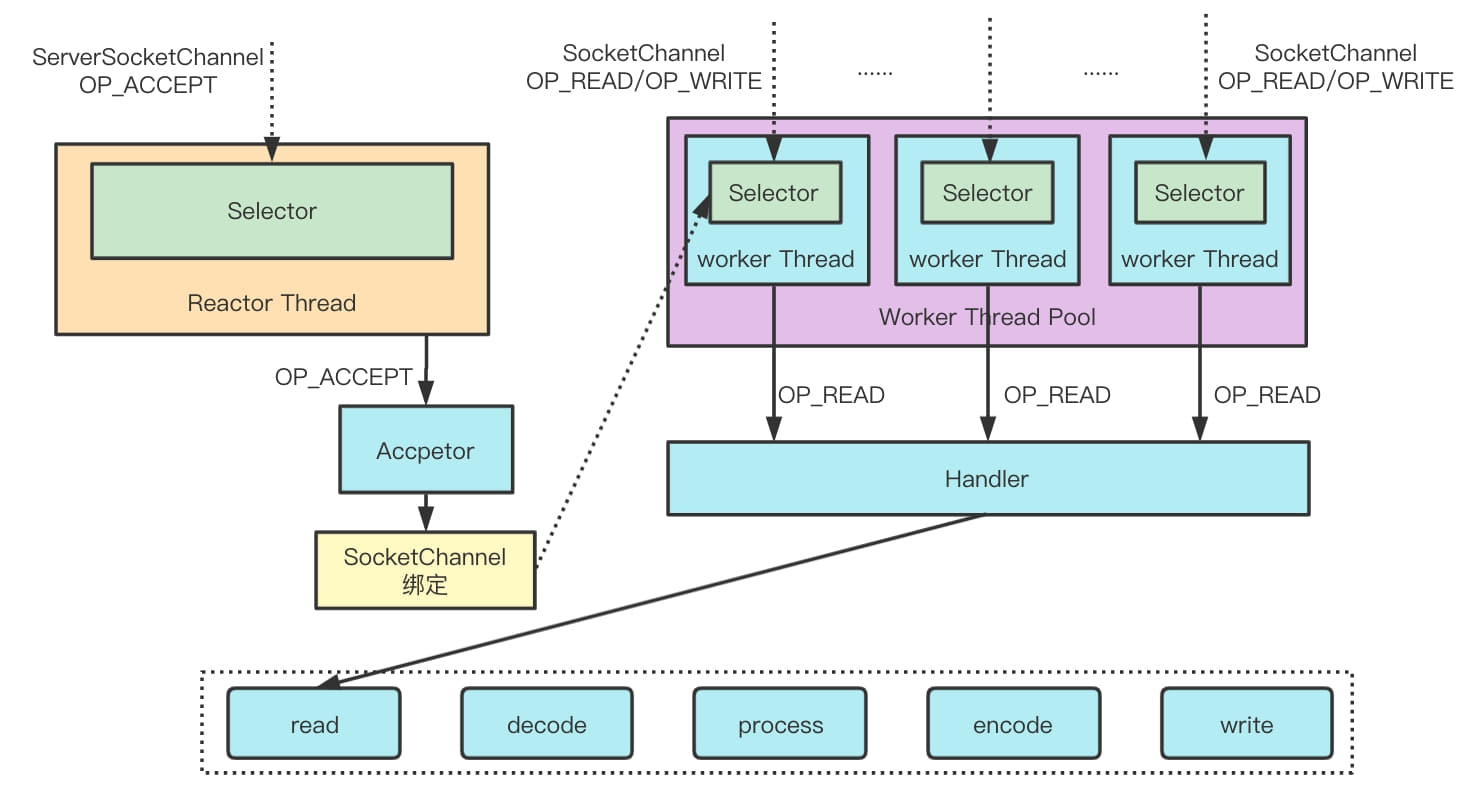 ServerSocketChannel
OP_ACCEPT
Selector
Reactor Thread
OP_ACCEPT
Accpetor
SocketChannel
绑定
SocketChannel
OP_READ/OP_WRITE
......
......
SocketChannel
OP_READ/OP_WRITE
Selector
worker Thread
Selector
worker Thread
Selector
worker Thread
Worker Thread Pool
OP_READ
OP_READ
OP_READ
Handler
read
decode
process
encode
write